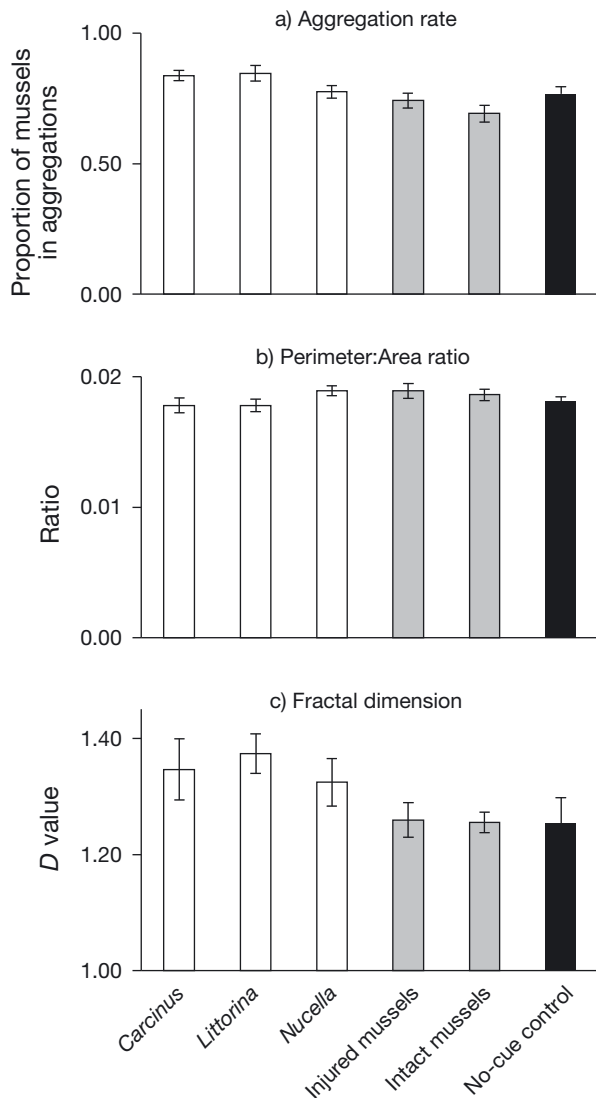 a) Aggregation rate
1.00
0.50
0.00
Proportion of mussels
in aggregations
b) Perimeter:Area ratio
0.02
0.01
0.00
Ratio
c) Fractal dimension
1.40
1.20
1.00
D value
Carcinus
Littorina
Nucella
Injured mussels
Intact mussels
No-cue control